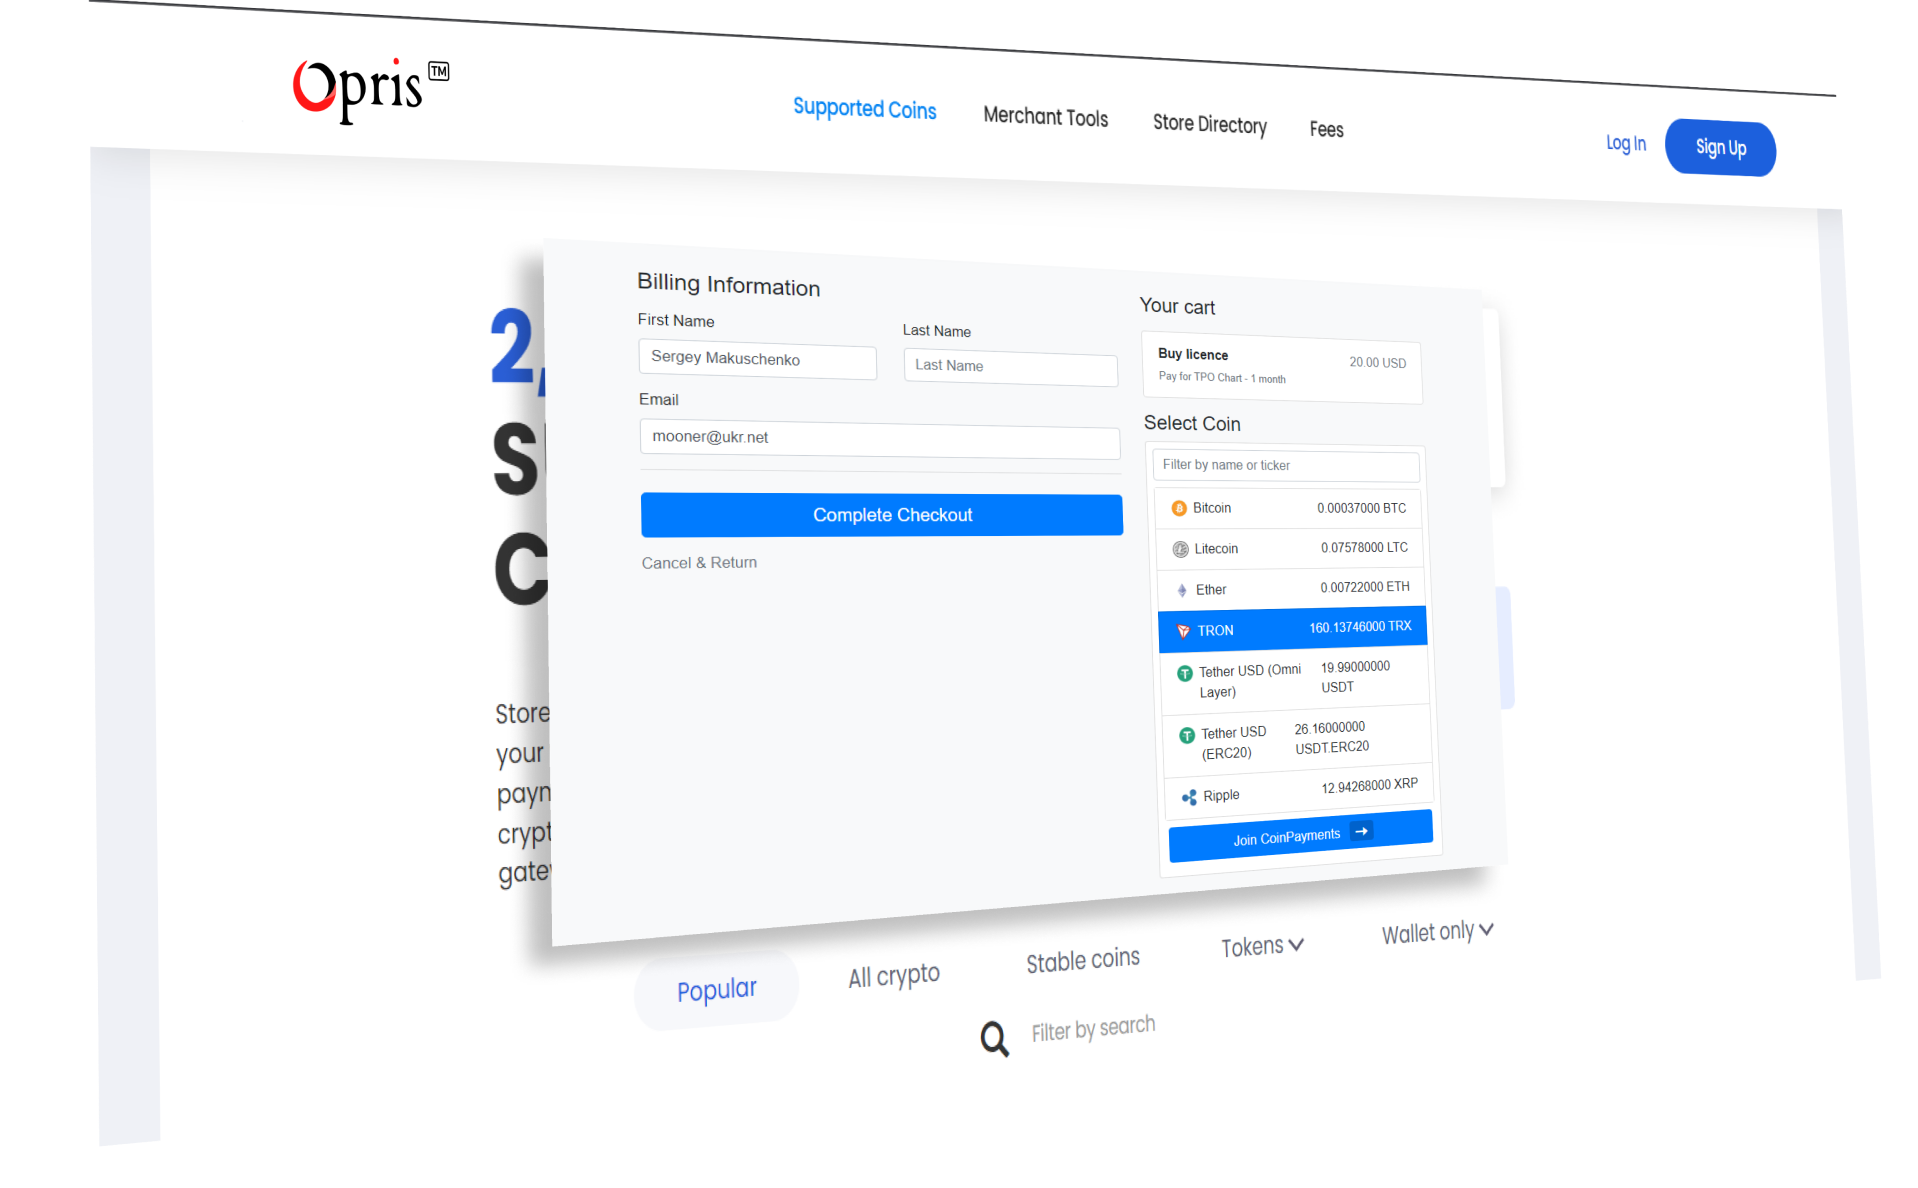 Opris TM
Supported Coins
Merchant Tools
Store Directory
Fees
Log In
Sign Up
2,
C
Store
your
Billing Information
First Name
Last Name
Sergey Makuschenko
Last Name
Email
mooner@ukr.net
Complete Checkout
Cancel & Return
Your cart
Buy licence
20.00 USD
Pay for TPO Chart - 1 month
Select Coin
Filter by name or ticker
Bitcoin 0.00037000 BTC
Litecoin 0.07578000 LTC
Ether 0.00722000 ETH
TRON 160.13746000 TRX
Tether USD (Omni 19.99000000
Layer) USDT
Tether USD 26.16000000
(ERC20) USDT.ERC20
Ripple 12.94268000 XRP
Join CoinPayments
Popular
All crypto
Stable coins
Tokens
Wallet only
Filter by search